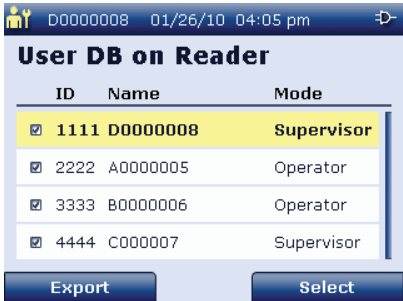 D0000008 01/26/10 04:05 pm
User DB on Reader
ID Name Mode
1111 D0000008 Supervisor
2222 A0000005 Operator
3333 B0000006 Operator
4444 C000007 Supervisor
Export Select